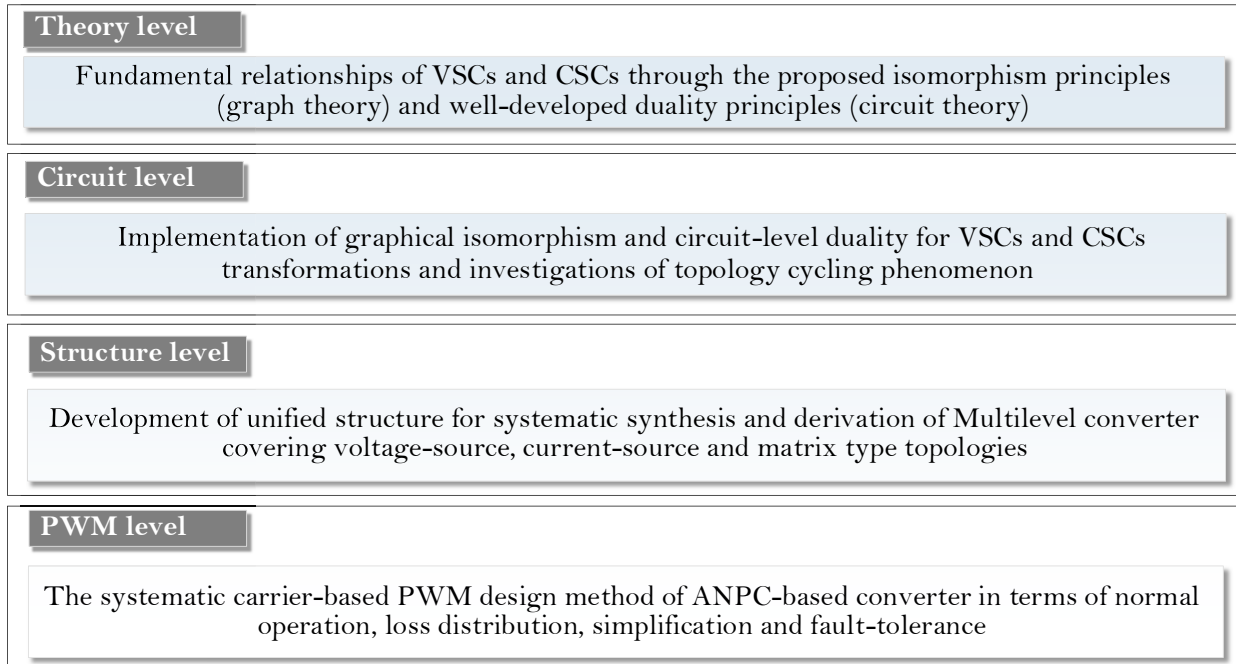 Theory level
Fundamental relationships of VSCs and CSCs through the proposed isomorphism principles
(graph theory) and well-developed duality principles (circuit theory)
Circuit level
Implementation of graphical isomorphism and circuit-level duality for VSCs and CSCs
transformations and investigations of topology cycling phenomenon
Structure level
Development of unified structure for systematic synthesis and derivation of Multilevel converter
covering voltage-source, current-source and matrix type topologies
PWM level
The systematic carrier-based PWM design method of ANPC-based converter in terms of normal
operation, loss distribution, simplification and fault-tolerance